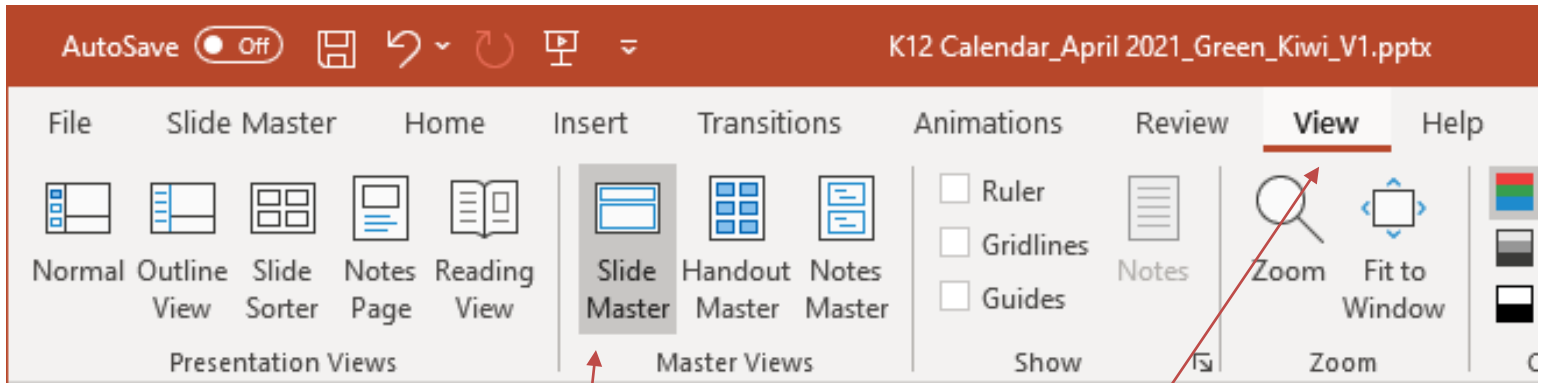 AutoSave Off K12 Calendar_April 2021_Green_Kiwi_V1.pptx
File Slide Master Home Insert Transitions Animations Review View Help
Normal
Outline
View
Slide
Sorter
Notes
Page
Reading
View
Presentation Views
Slide
Master
Handout
Master
Notes
Master
Master Views
Ruler
Gridlines
Guides
Notes
Show
Zoom
Fit to
Window
Zoom